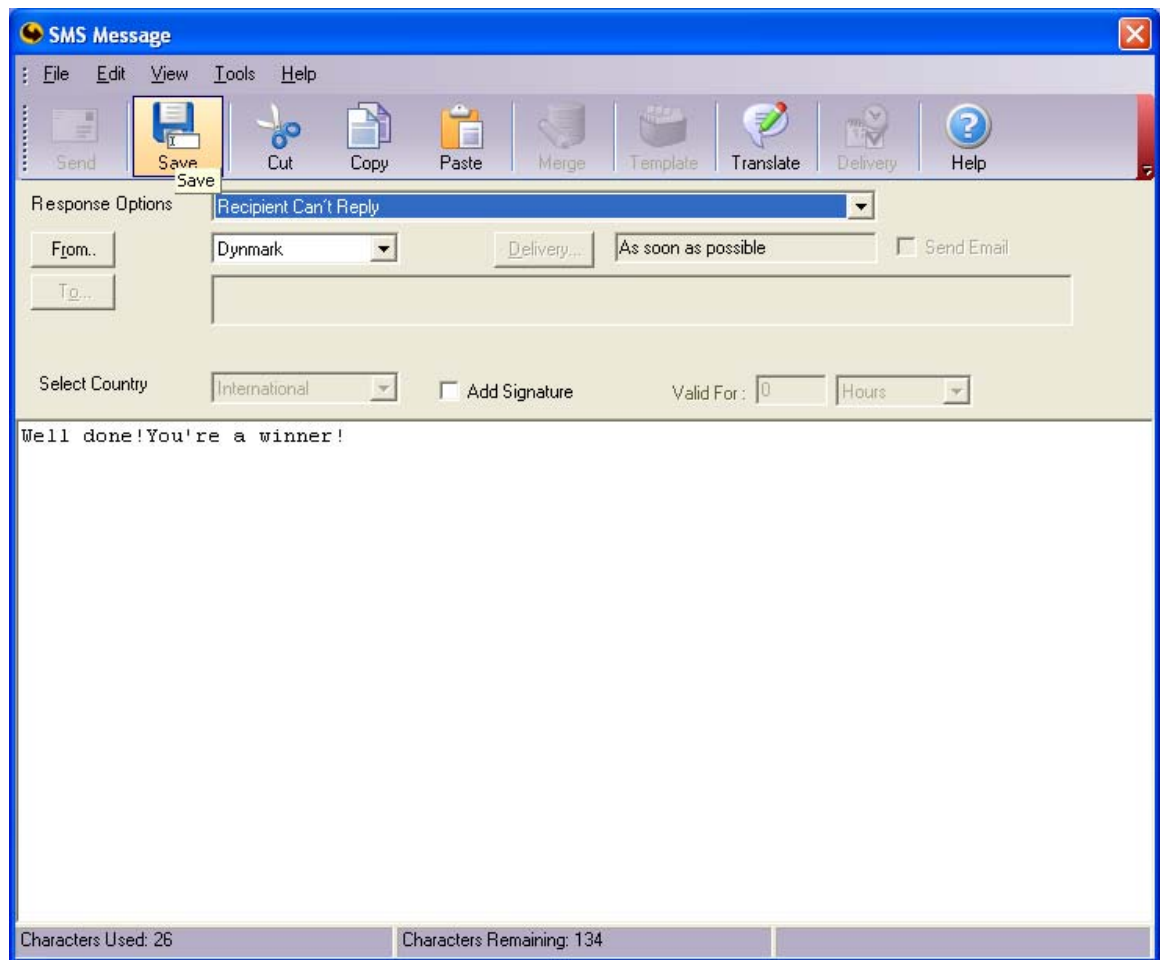 SMS Message
File Edit View Tools Help
Send Save Cut Copy Paste Merge Template Translate Delivery Help
Save
Response Options Recipient Can't Reply
From.. Dynmark Delivery... As soon as possible Send Email
To...
Select Country International Add Signature Valid For : 0 Hours
Well done!You're a winner!
Characters Used: 26 Characters Remaining: 134